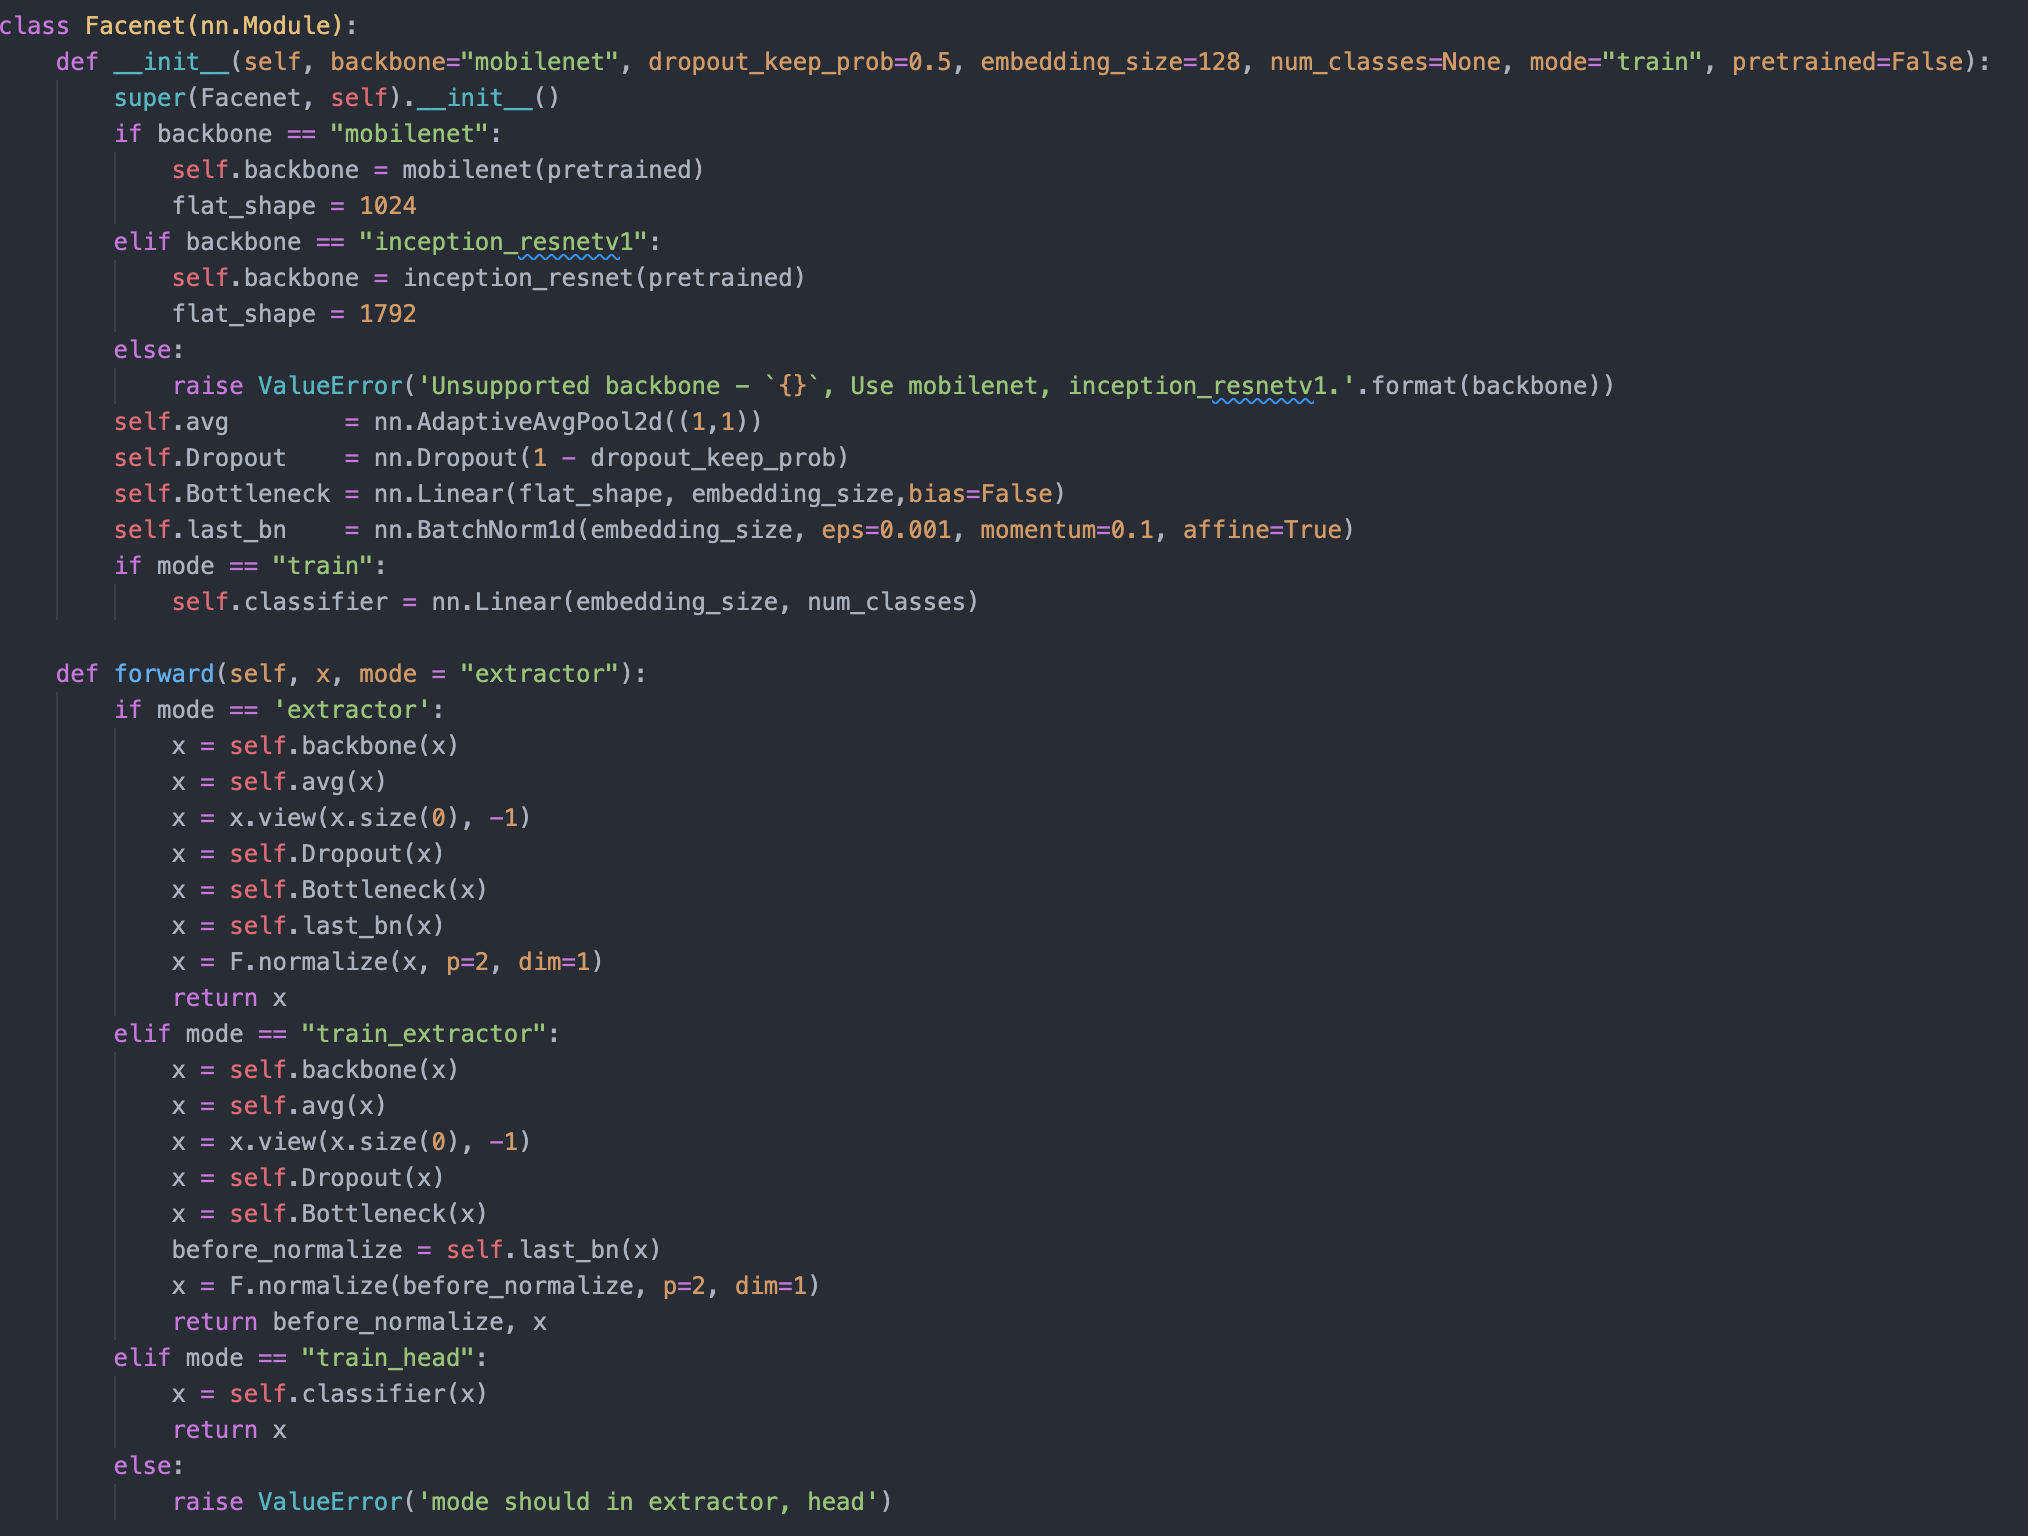 class Facenet(nn.Module):
    def __init__(self, backbone="mobilenet", dropout_keep_prob=0.5, embedding_size=128, num_classes=None, mode="train", pretrained=False):
        super(Facenet, self).__init__()
        if backbone == "mobilenet":
            self.backbone = mobilenet(pretrained)
            flat_shape = 1024
        elif backbone == "inception_resnetv1":
            self.backbone = inception_resnet(pretrained)
            flat_shape = 1792
        else:
            raise ValueError('Unsupported backbone - `{}`, Use mobilenet, inception_resnetv1.'.format(backbone))
        self.avg        = nn.AdaptiveAvgPool2d((1,1))
        self.Dropout    = nn.Dropout(1 - dropout_keep_prob)
        self.Bottleneck = nn.Linear(flat_shape, embedding_size,bias=False)
        self.last_bn    = nn.BatchNorm1d(embedding_size, eps=0.001, momentum=0.1, affine=True)
        if mode == "train":
            self.classifier = nn.Linear(embedding_size, num_classes)

    def forward(self, x, mode = "extractor"):
        if mode == 'extractor':
            x = self.backbone(x)
            x = self.avg(x)
            x = x.view(x.size(0), -1)
            x = self.Dropout(x)
            x = self.Bottleneck(x)
            x = self.last_bn(x)
            x = F.normalize(x, p=2, dim=1)
            return x
        elif mode == "train_extractor":
            x = self.backbone(x)
            x = self.avg(x)
            x = x.view(x.size(0), -1)
            x = self.Dropout(x)
            x = self.Bottleneck(x)
            before_normalize = self.last_bn(x)
            x = F.normalize(before_normalize, p=2, dim=1)
            return before_normalize, x
        elif mode == "train_head":
            x = self.classifier(x)
            return x
        else:
            raise ValueError('mode should in extractor, head')